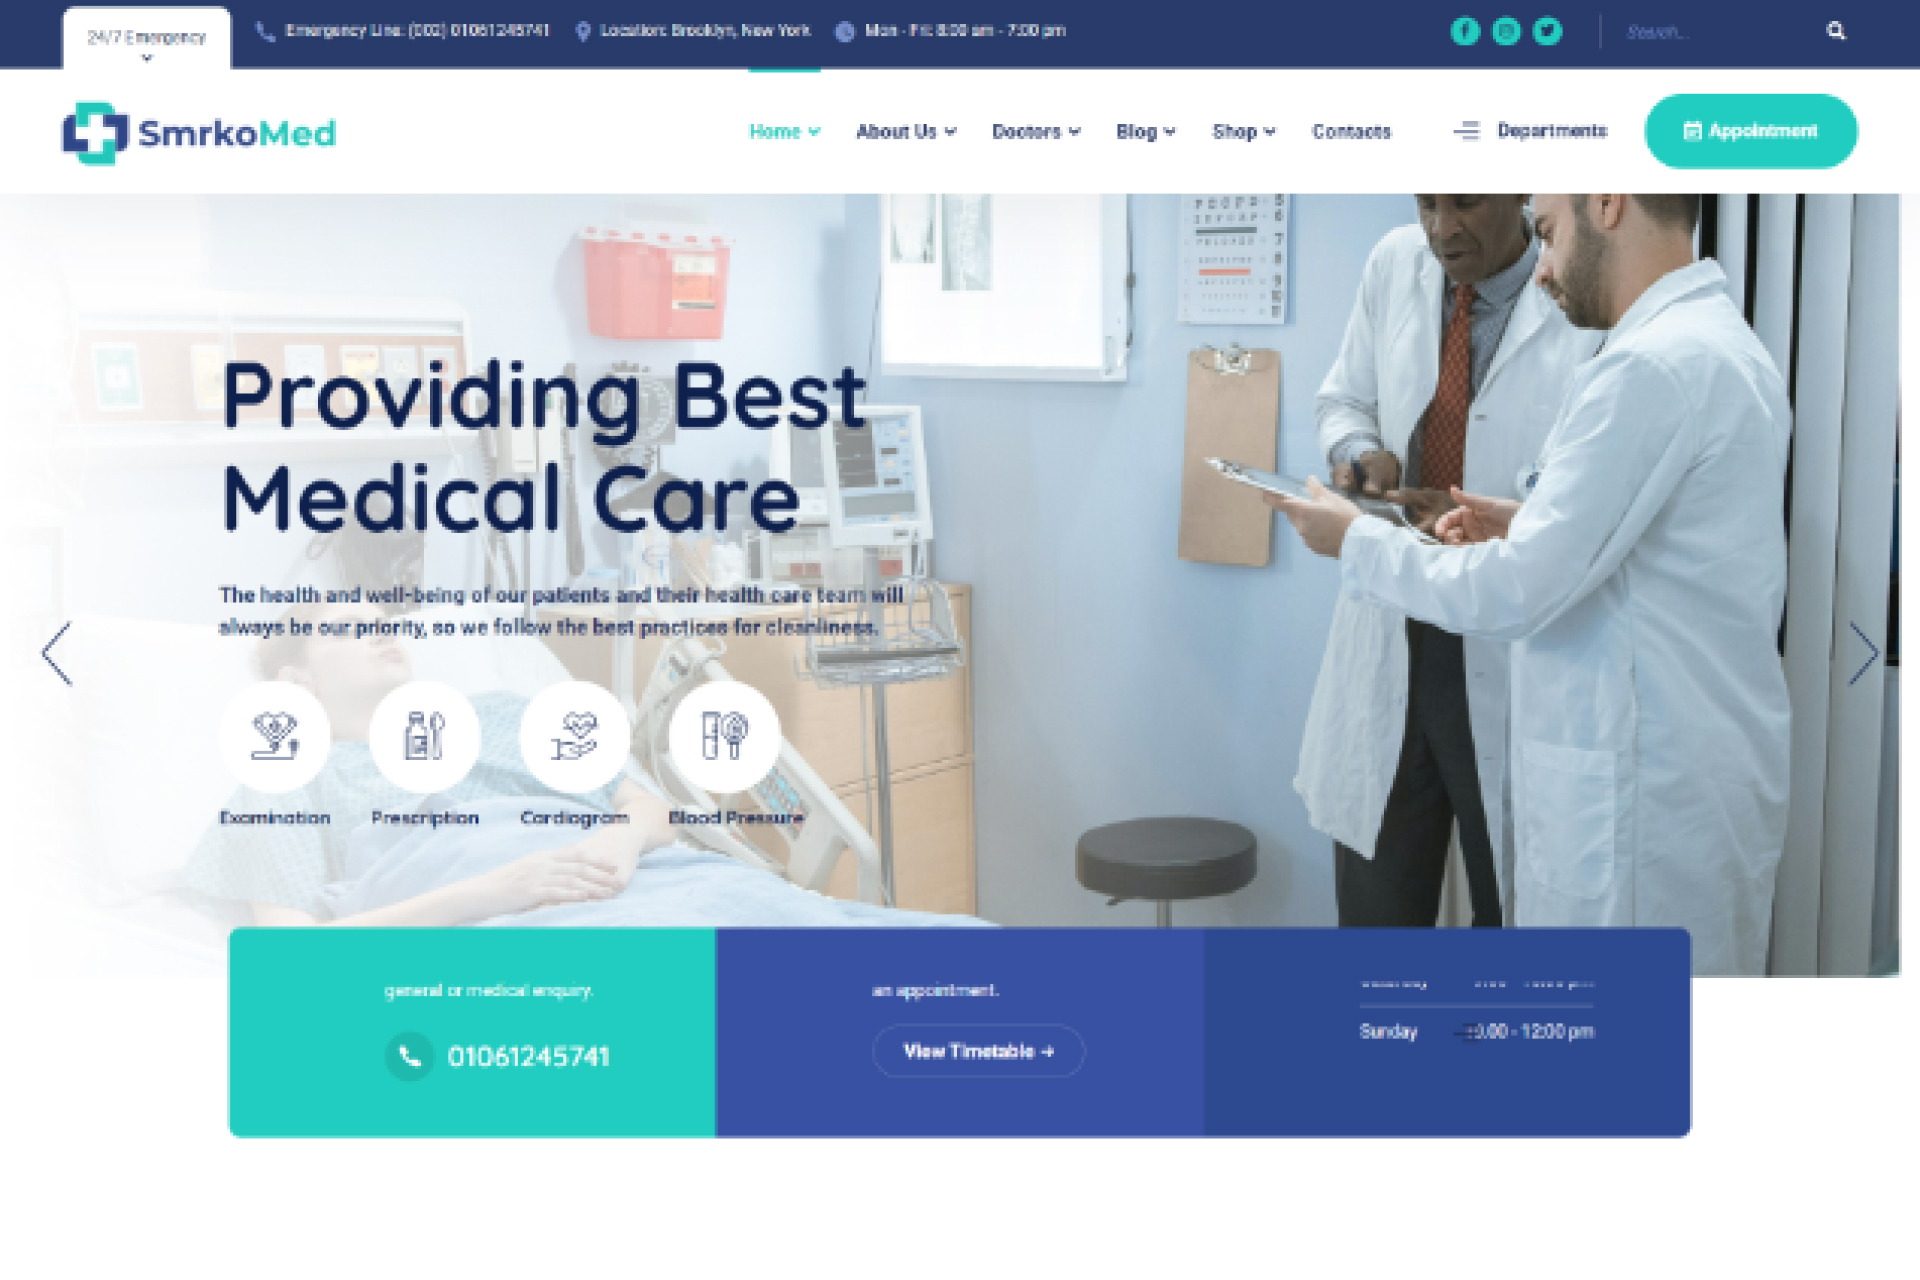 24/7 Emergency
Emergency Line: (002) 01061245741
Location: Brooklyn, New York
Mon - Fri: 8:00 am - 7:00 pm
Search...
SmrkoMed
Home
About Us
Doctors
Blog
Shop
Contacts
Departments
Appointment
Providing Best
Medical Care
The health and well-being of our patients and their health care team will
always be our priority, so we follow the best practices for cleanliness.
Examination
Prescription
Cardiogram
Blood Pressure
general or medical enquiry.
01061245741
an appointment.
View Timetable →
Sunday
- 12:00 pm